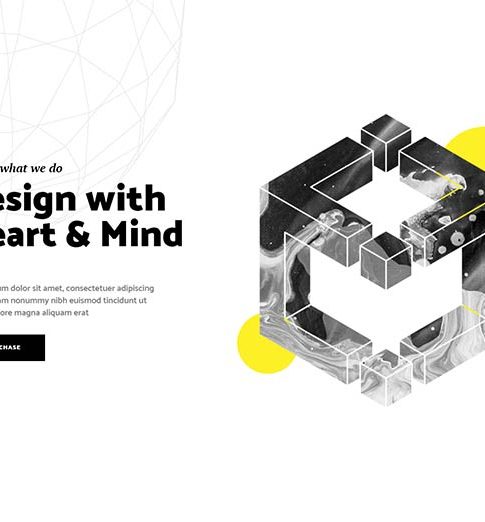 what we do
esign with
eart & Mind
m dolor sit amet, consectetuer adipiscing
am nonummy nibh euismod tincidunt ut
ore magna aliquam erat
CHASE